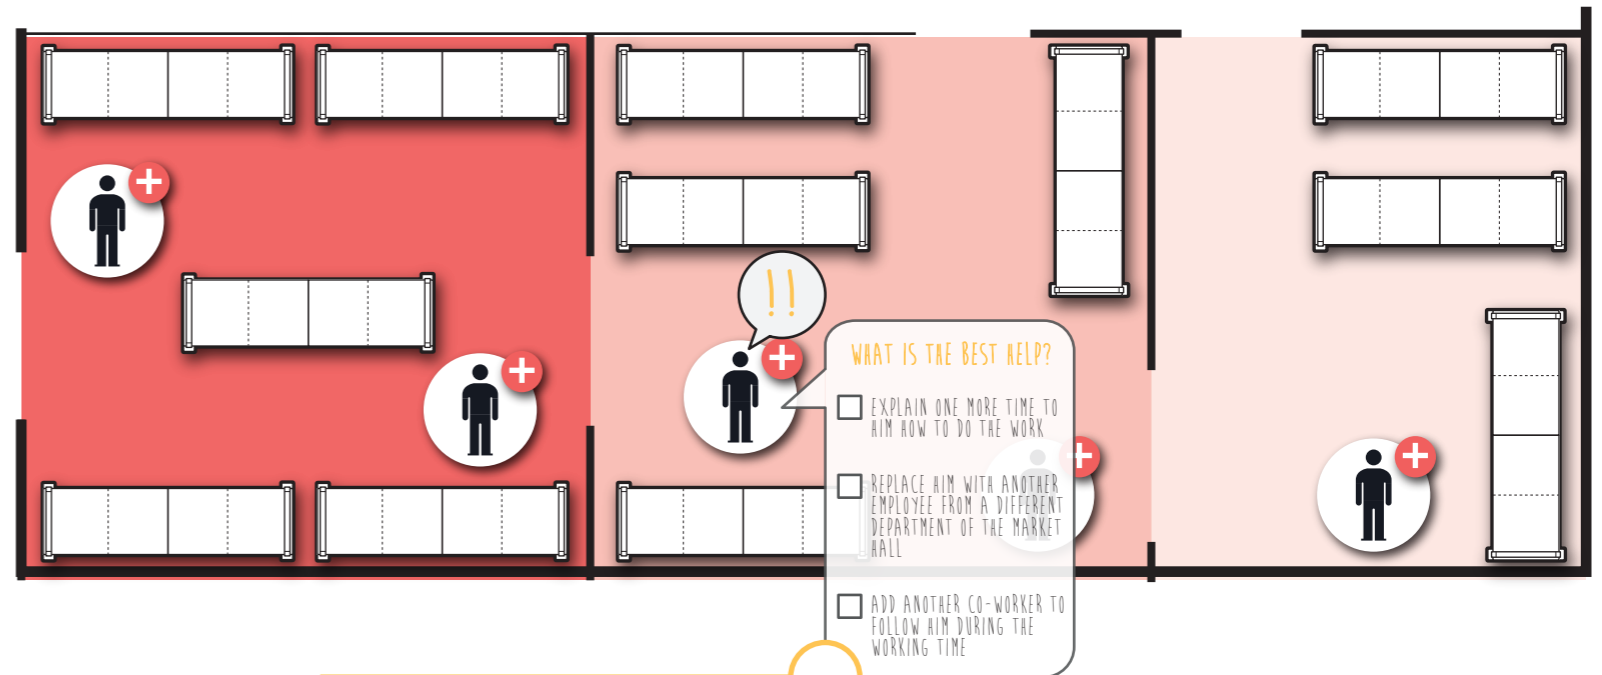 !!
WHAT IS THE BEST HELP?
EXPLAIN ONE MORE TIME TO
HIM HOW TO DO THE WORK
REPLACE HIM WITH ANOTHER
EMPLOYEE FROM A DIFFERENT
DEPARTMENT OF THE MARKET
HALL
ADD ANOTHER CO-WORKER TO
FOLLOW HIM DURING THE
WORKING TIME